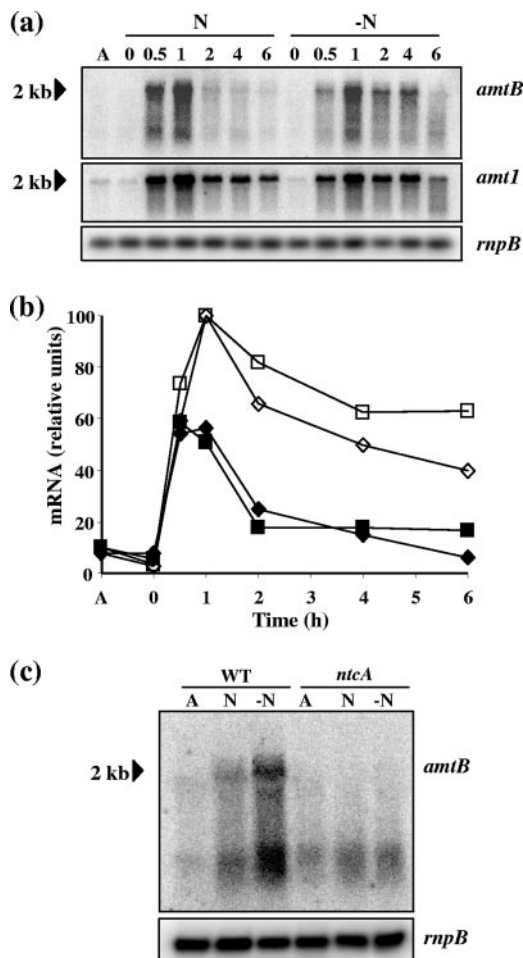 (a)
N -N
A 0 0.5 1 2 4 6 0 0.5 1 2 4 6
2 kb amtB
2 kb amt1
rnpB
(b)
mRNA (relative units)
100
80
60
40
20
0
A 0 1 2 3 4 5 6
Time (h)
(c)
WT ntcA
A N -N A N -N
2 kb amtB
rnpB